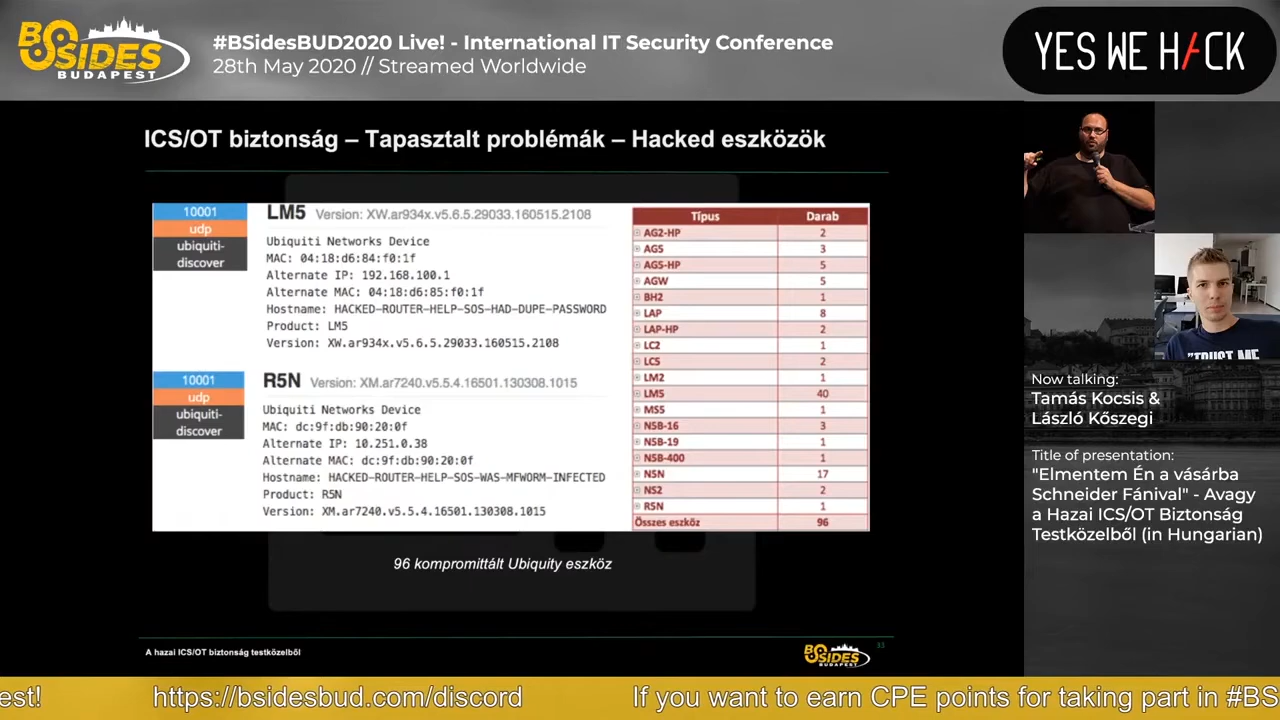 BSIDES
BUDAPEST
#BSidesBUD2020 Live! - International IT Security Conference
28th May 2020 // Streamed Worldwide
YES WE H/CK
ICS/OT biztonság – Tapasztalt problémák – Hacked eszközök
10001
udp
ubiquiti-
discover
LM5 Version: XW.ar934x.v5.6.5.29033.160515.2108
Ubiquiti Networks Device
MAC: 04:18:d6:84:f0:1f
Alternate IP: 192.168.100.1
Alternate MAC: 04:18:d6:85:f0:1f
Hostname: HACKED-ROUTER-HELP-SOS-HAD-DUPE-PASSWORD
Product: LM5
Version: XW.ar934x.v5.6.5.29033.160515.2108
10001
udp
ubiquiti-
discover
R5N Version: XM.ar7240.v5.5.4.16501.130308.1015
Ubiquiti Networks Device
MAC: dc:9f:db:90:20:0f
Alternate IP: 10.251.0.38
Alternate MAC: dc:9f:db:90:20:0f
Hostname: HACKED-ROUTER-HELP-SOS-WAS-MFWORM-INFECTED
Product: R5N
Version: XM.ar7240.v5.5.4.16501.130308.1015
Típus Darab
AG2-HP 2
AG5 3
AG5-HP 5
AGW 5
BH2 1
LAP 8
LAP-HP 2
LC2 1
LC5 2
LM2 1
LM5 40
MS5 1
N5B-16 3
N5B-19 1
N5B-400 1
N5N 17
NS2 2
R5N 1
Összes eszköz 96
96 kompromittált Ubiquity eszköz
A hazai ICS/OT biztonság testközelből
BSIDES
BUDAPEST
33
"TRUST ME
Now talking:
Tamás Kocsis &
László Kőszegi
Title of presentation:
"Elmentem Én a vásárba
Schneider Fánival" - Avagy
a Hazai ICS/OT Biztonság
Testközelből (in Hungarian)
est! https://bsidesbud.com/discord If you want to earn CPE points for taking part in #BS